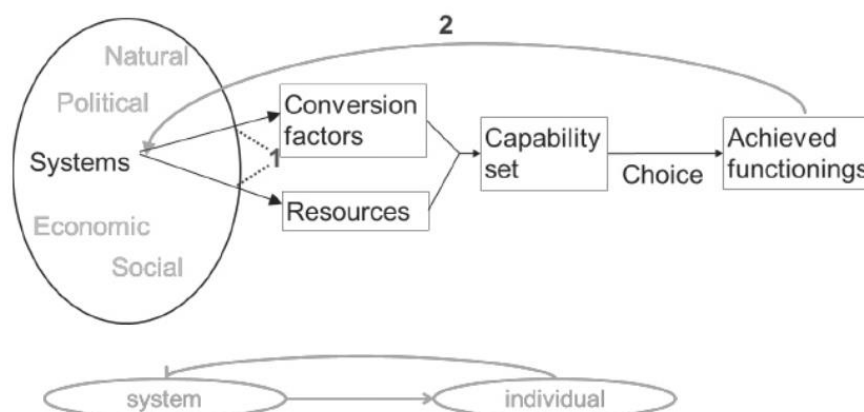 2
Natural
Political
Systems
Economic
Social
1
Conversion
factors
Resources
Capability
set
Choice
Achieved
functionings
system
individual